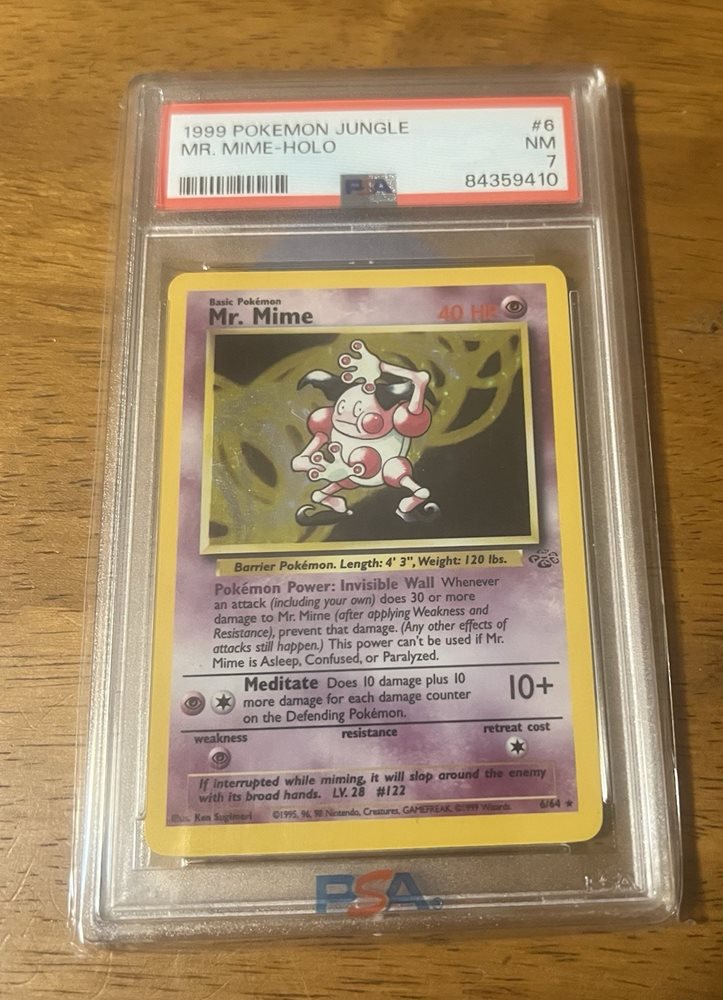 1999 POKEMON JUNGLE #6
MR. MIME-HOLO NM
7
PSA 84359410
Basic Pokémon
Mr. Mime 40 HP
Barrier Pokémon. Length: 4' 3", Weight: 120 lbs.
Pokémon Power: Invisible Wall Whenever
an attack (including your own) does 30 or more
damage to Mr. Mime (after applying Weakness and
Resistance), prevent that damage. (Any other effects of
attacks still happen.) This power can't be used if Mr.
Mime is Asleep, Confused, or Paralyzed.
Meditate Does 10 damage plus 10
more damage for each damage counter 10+
on the Defending Pokémon.
weakness resistance retreat cost
If interrupted while miming, it will slap around the enemy
with its broad hands. LV. 28 #122
Illus. Ken Sugimori ©1995, 96, 98 Nintendo, Creatures, GAMEFREAK. ©1999 Wizards. 6/64 ★
PSA